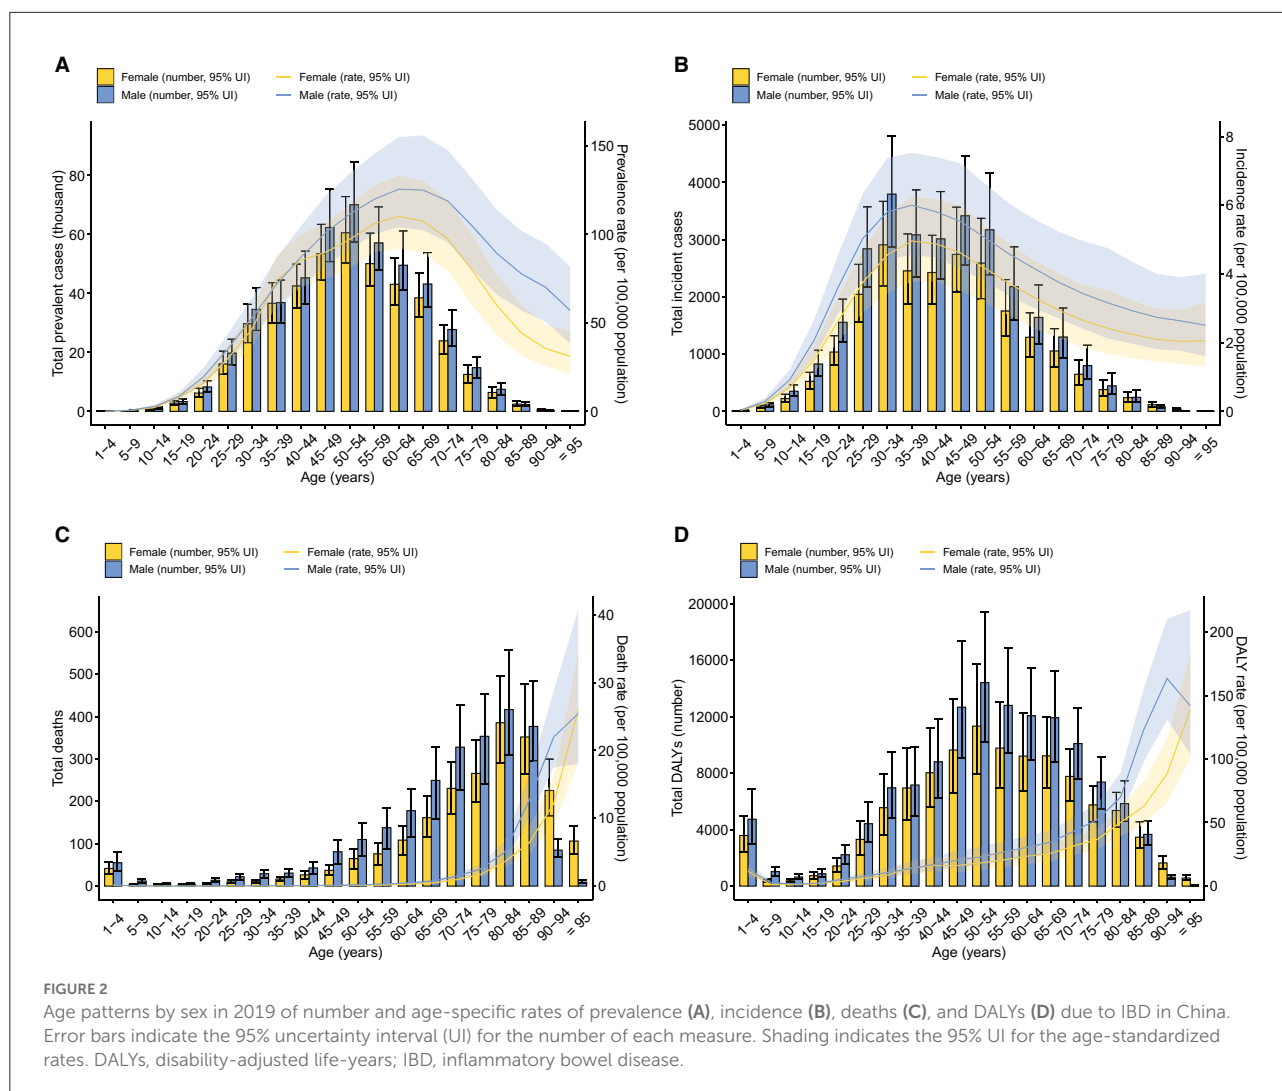 A
Female (number, 95% UI) Female (rate, 95% UI)
Male (number, 95% UI) Male (rate, 95% UI)
Total prevalent cases (thousand)
80
60
40
20
0
Prevalence rate (per 100,000 population)
150
100
50
0
1−4 5−9 10−14 15−19 20−24 25−29 30−34 35−39 40−44 45−49 50−54 55−59 60−64 65−69 70−74 75−79 80−84 85−89 90−94 = 95
Age (years)
B
Female (number, 95% UI) Female (rate, 95% UI)
Male (number, 95% UI) Male (rate, 95% UI)
Total incident cases
5000
4000
3000
2000
1000
0
Incidence rate (per 100,000 population)
8
6
4
2
0
1−4 5−9 10−14 15−19 20−24 25−29 30−34 35−39 40−44 45−49 50−54 55−59 60−64 65−69 70−74 75−79 80−84 85−89 90−94 = 95
Age (years)
C
Female (number, 95% UI) Female (rate, 95% UI)
Male (number, 95% UI) Male (rate, 95% UI)
Total deaths
600
500
400
300
200
100
0
Death rate (per 100,000 population)
40
30
20
10
0
1−4 5−9 10−14 15−19 20−24 25−29 30−34 35−39 40−44 45−49 50−54 55−59 60−64 65−69 70−74 75−79 80−84 85−89 90−94 = 95
Age (years)
D
Female (number, 95% UI) Female (rate, 95% UI)
Male (number, 95% UI) Male (rate, 95% UI)
Total DALYs (number)
20000
16000
12000
8000
4000
0
DALY rate (per 100,000 population)
200
150
100
50
0
1−4 5−9 10−14 15−19 20−24 25−29 30−34 35−39 40−44 45−49 50−54 55−59 60−64 65−69 70−74 75−79 80−84 85−89 90−94 = 95
Age (years)
FIGURE 2
Age patterns by sex in 2019 of number and age-specific rates of prevalence (A), incidence (B), deaths (C), and DALYs (D) due to IBD in China.
Error bars indicate the 95% uncertainty interval (UI) for the number of each measure. Shading indicates the 95% UI for the age-standardized
rates. DALYs, disability-adjusted life-years; IBD, inflammatory bowel disease.